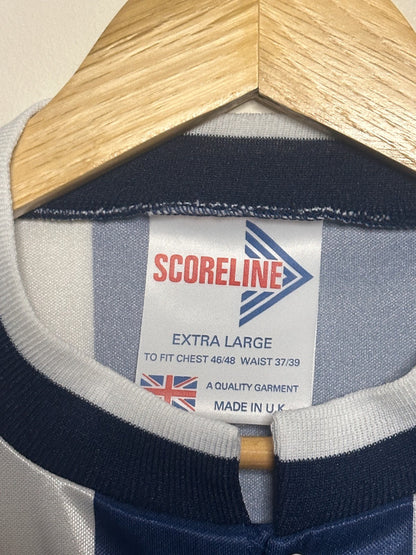 SCORELINE
EXTRA LARGE
TO FIT CHEST 46/48 WAIST 37/39
A QUALITY GARMENT
MADE IN U.K